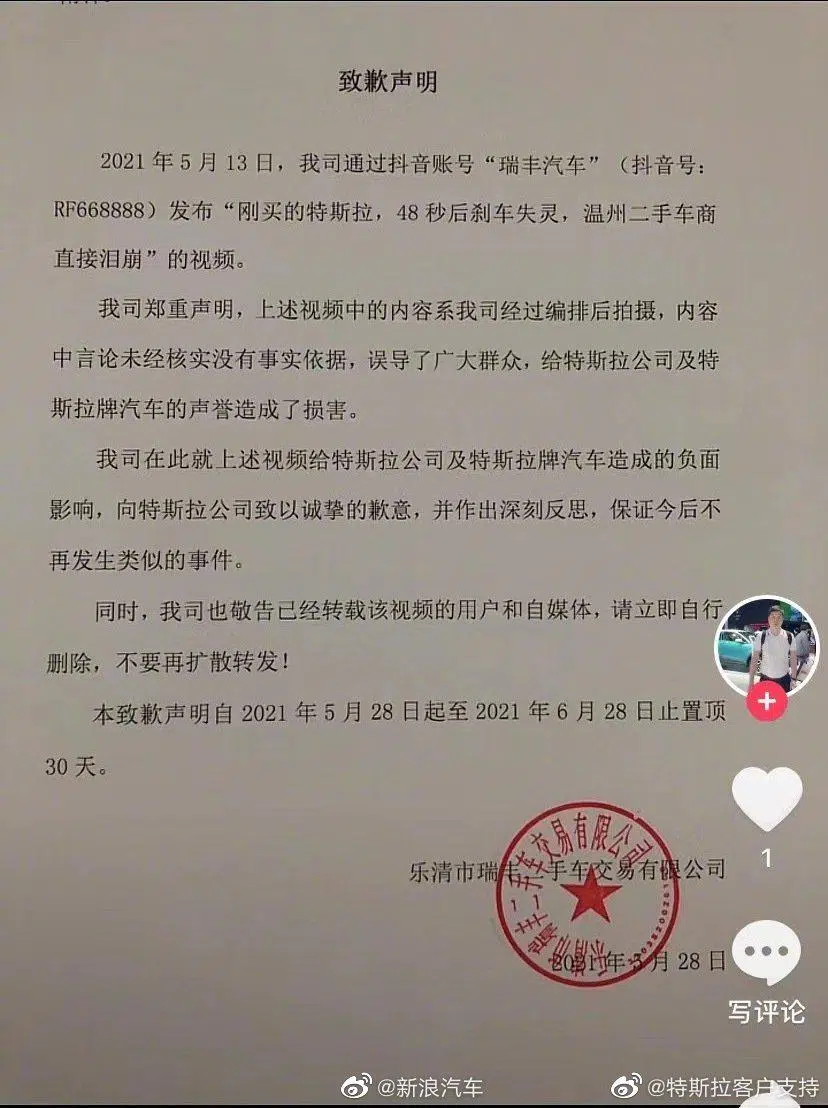 致歉声明
2021 年 5 月 13 日，我司通过抖音账号“瑞丰汽车”（抖音号：
RF668888）发布“刚买的特斯拉，48 秒后刹车失灵，温州二手车商
直接泪崩”的视频。
我司郑重声明，上述视频中的内容系我司经过编排后拍摄，内容
中言论未经核实没有事实依据，误导了广大群众，给特斯拉公司及特
斯拉牌汽车的声誉造成了损害。
我司在此就上述视频给特斯拉公司及特斯拉牌汽车造成的负面
影响，向特斯拉公司致以诚挚的歉意，并作出深刻反思，保证今后不
再发生类似的事件。
同时，我司也敬告已经转载该视频的用户和自媒体，请立即自行
删除，不要再扩散转发！
本致歉声明自 2021 年 5 月 28 日起至 2021 年 6 月 28 日止置顶
30 天。
乐清市瑞丰二手车交易有限公司
乐清市瑞丰二手车交易有限公司
2021 年 5 月 28 日
1
写评论
@新浪汽车
@特斯拉客户支持